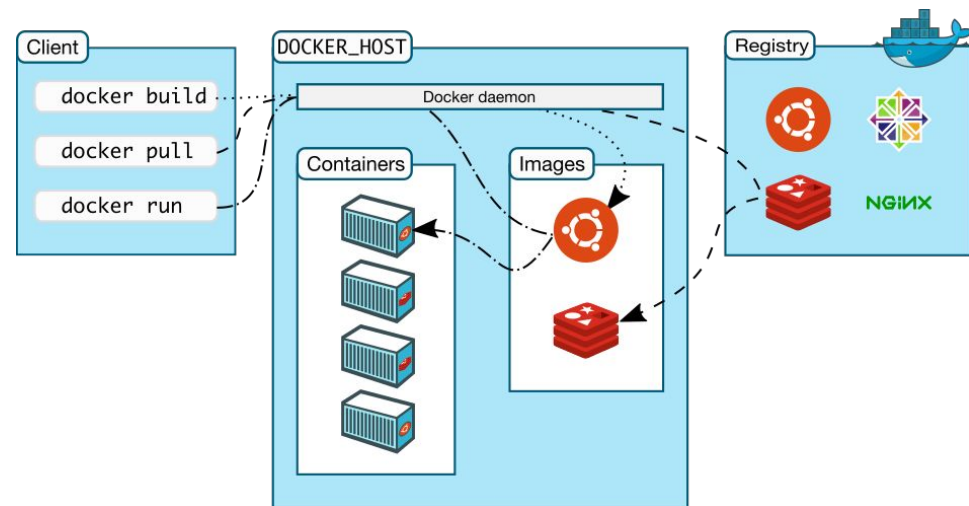 Client
docker build
docker pull
docker run
DOCKER_HOST
Docker daemon
Containers
Images
Registry
NGiNX